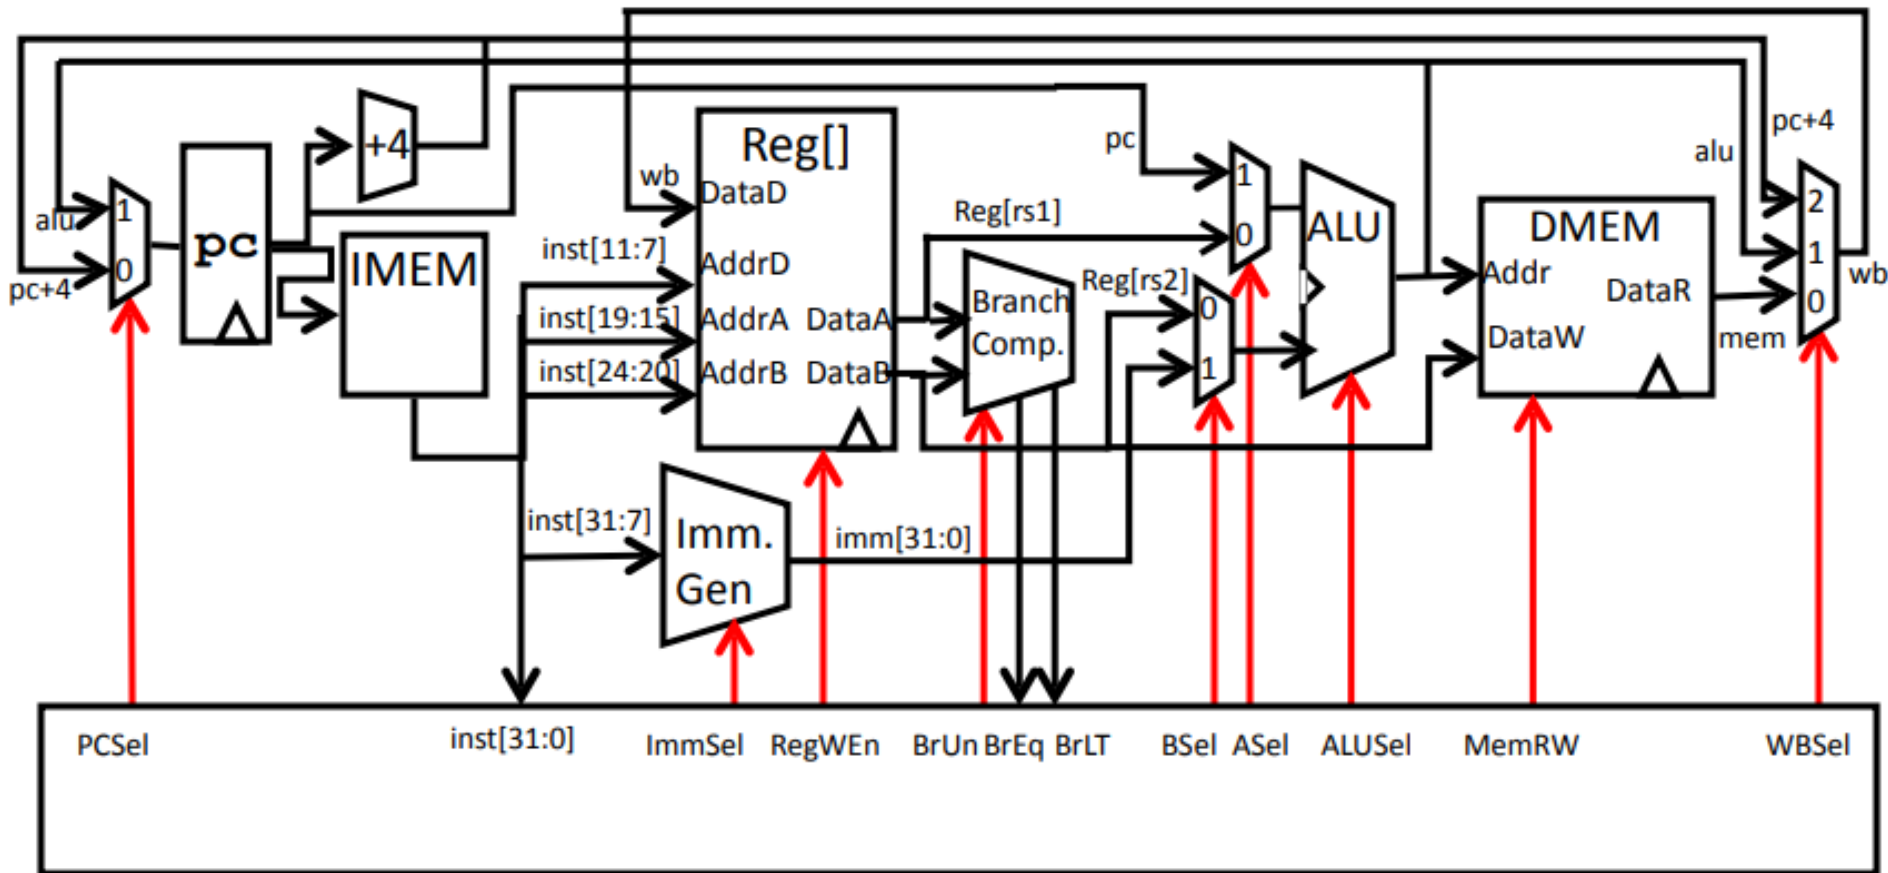 alu
1
pc+4
0
pc
+4
IMEM
wb
Reg[]
DataD
inst[11:7]
AddrD
inst[19:15]
AddrA
DataA
inst[24:20]
AddrB
DataB
Reg[rs1]
Branch
Comp.
pc
1
0
Reg[rs2]
0
1
ALU
DMEM
Addr
DataR
DataW
alu
pc+4
mem
2
1
0
wb
inst[31:7]
Imm.
Gen
imm[31:0]
PCSel
inst[31:0]
ImmSel
RegWEn
BrUn
BrEq
BrLT
BSel
ASel
ALUSel
MemRW
WBSel